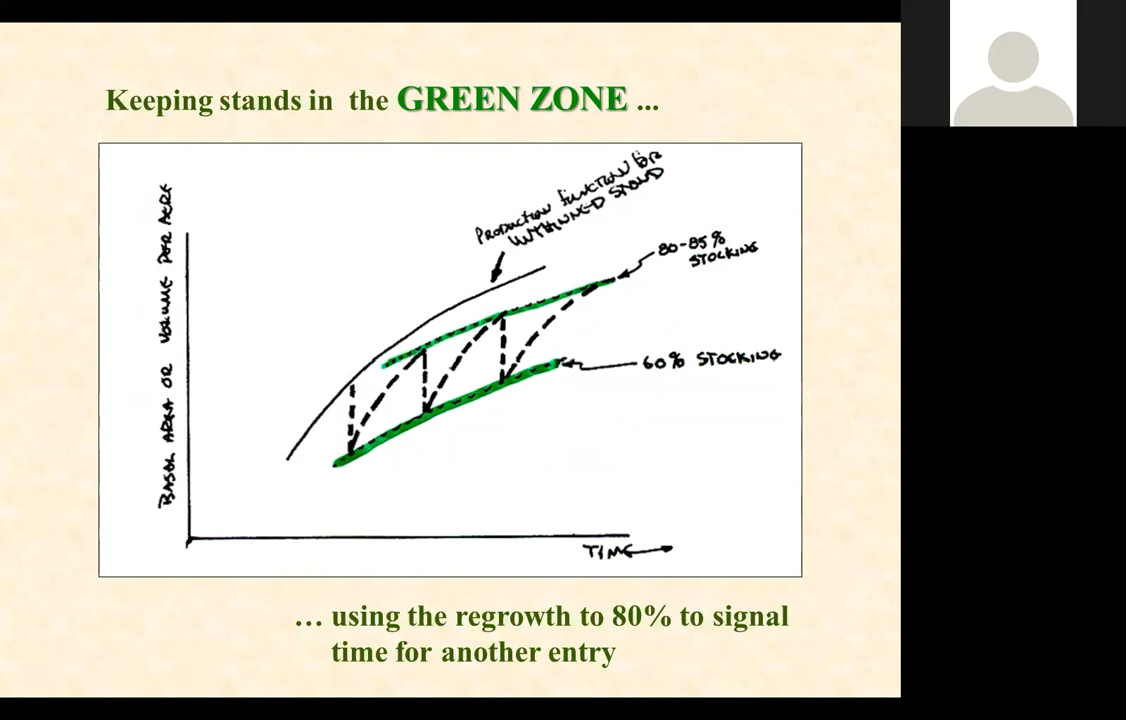 Keeping stands in the GREEN ZONE ...
PRODUCTION FUNCTION FOR
UNTHINNED STAND
80-85%
STOCKING
60% STOCKING
BASAL AREA OR VOLUME PER ACRE
TIME
… using the regrowth to 80% to signal
time for another entry